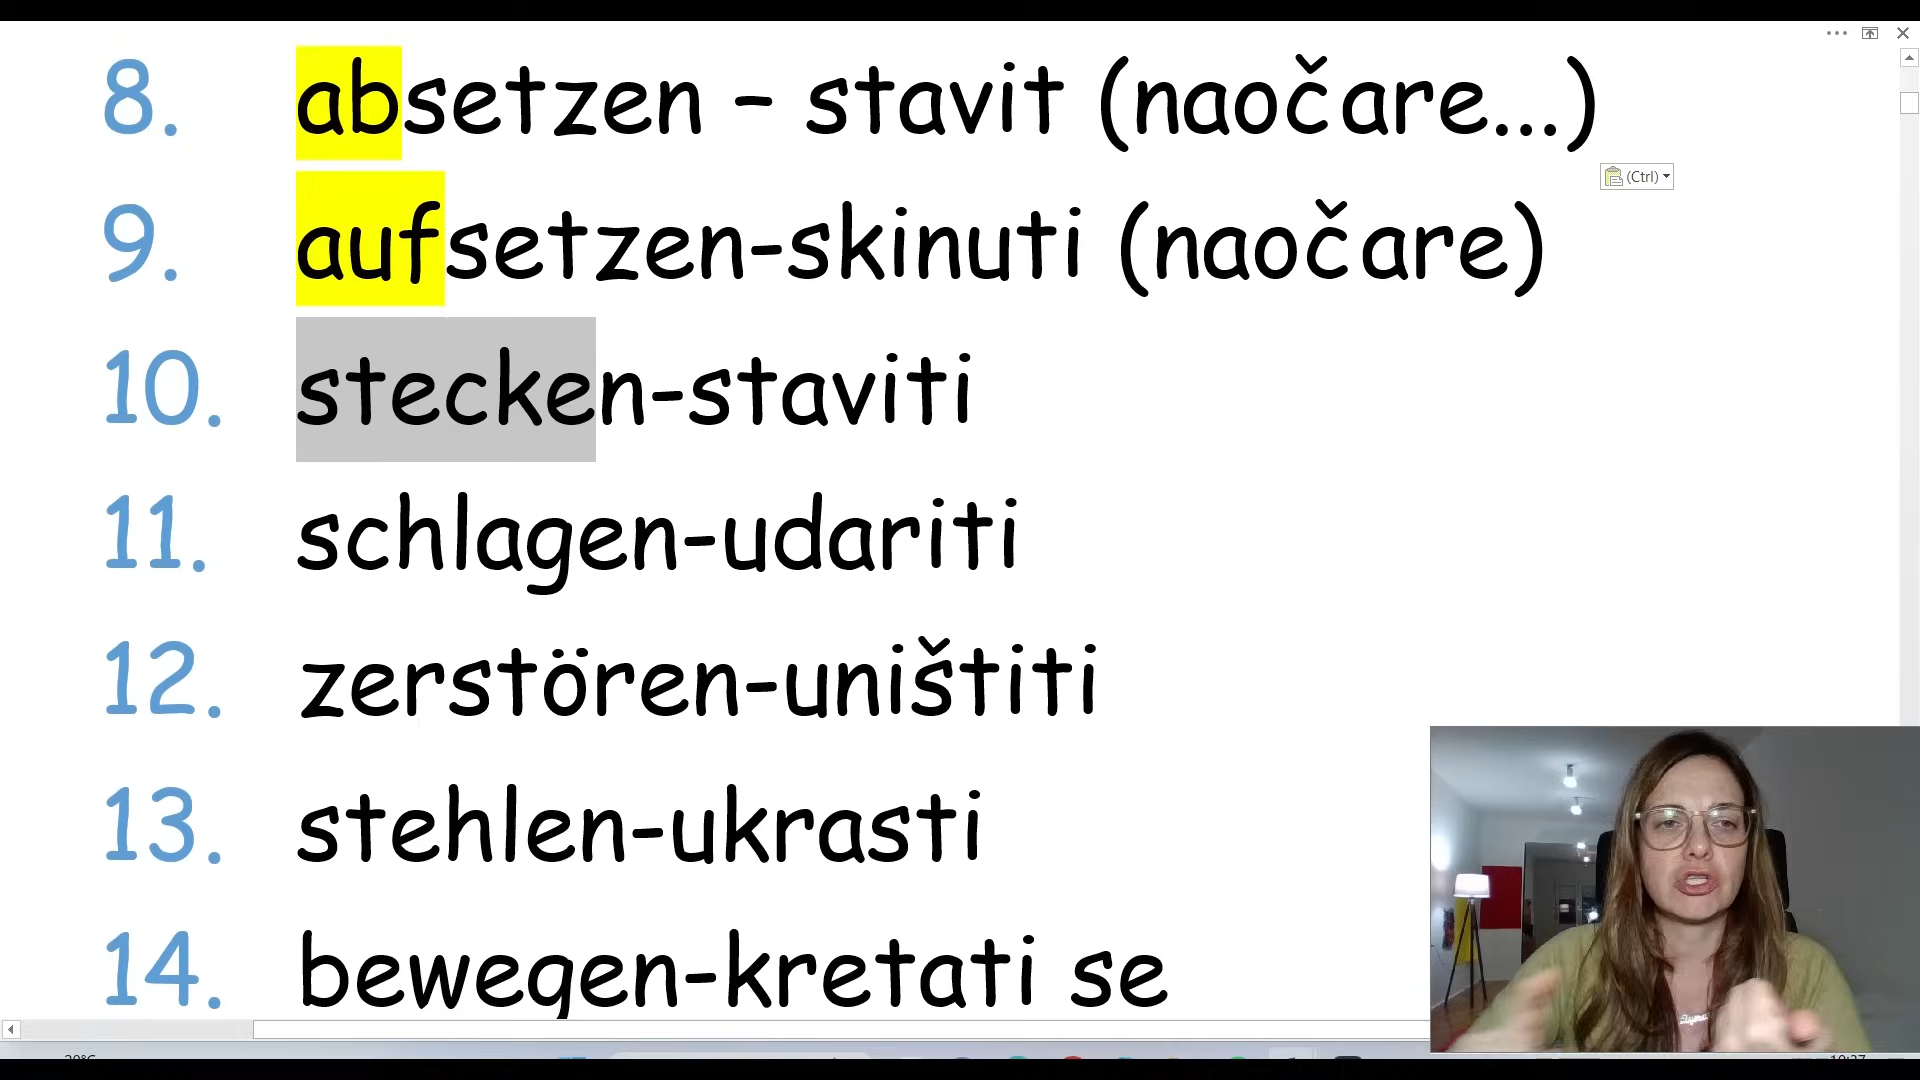 8. absetzen – stavit (naočare...)
(Ctrl)
9. aufsetzen-skinuti (naočare)
10. stecken-staviti
11. schlagen-udariti
12. zerstören-uništiti
13. stehlen-ukrasti
14. bewegen-kretati se